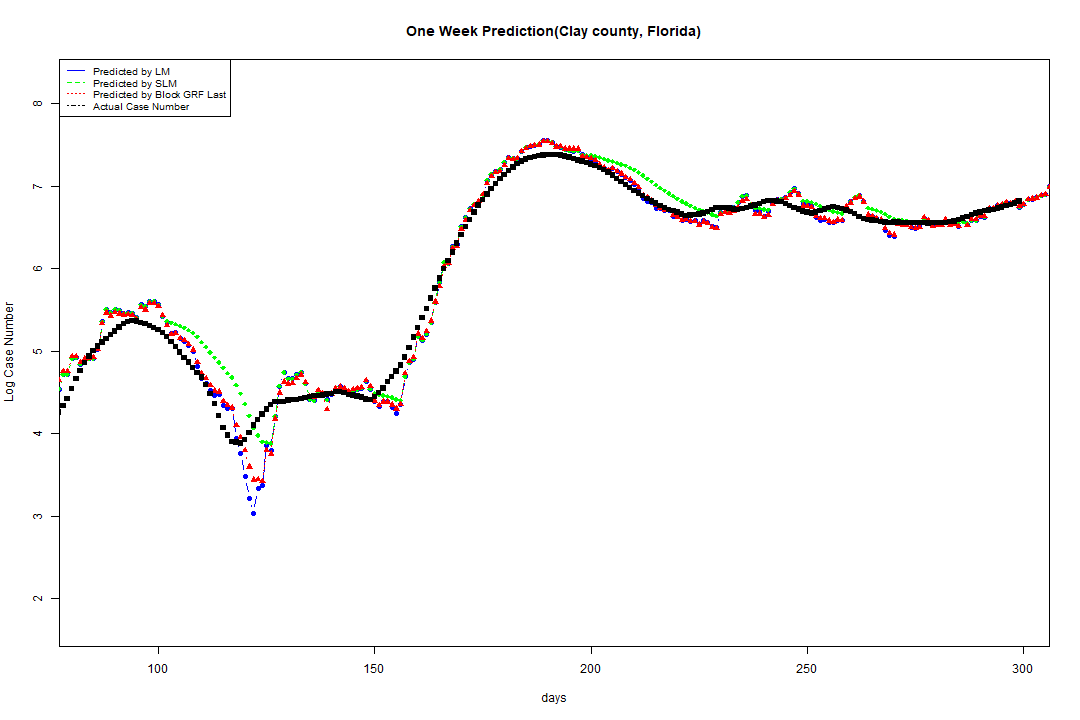 One Week Prediction(Clay county, Florida)
Predicted by LM
Predicted by SLM
Predicted by Block GRF Last
Actual Case Number
8
7
6
5
4
3
2
Log Case Number
100 150 200 250 300
days